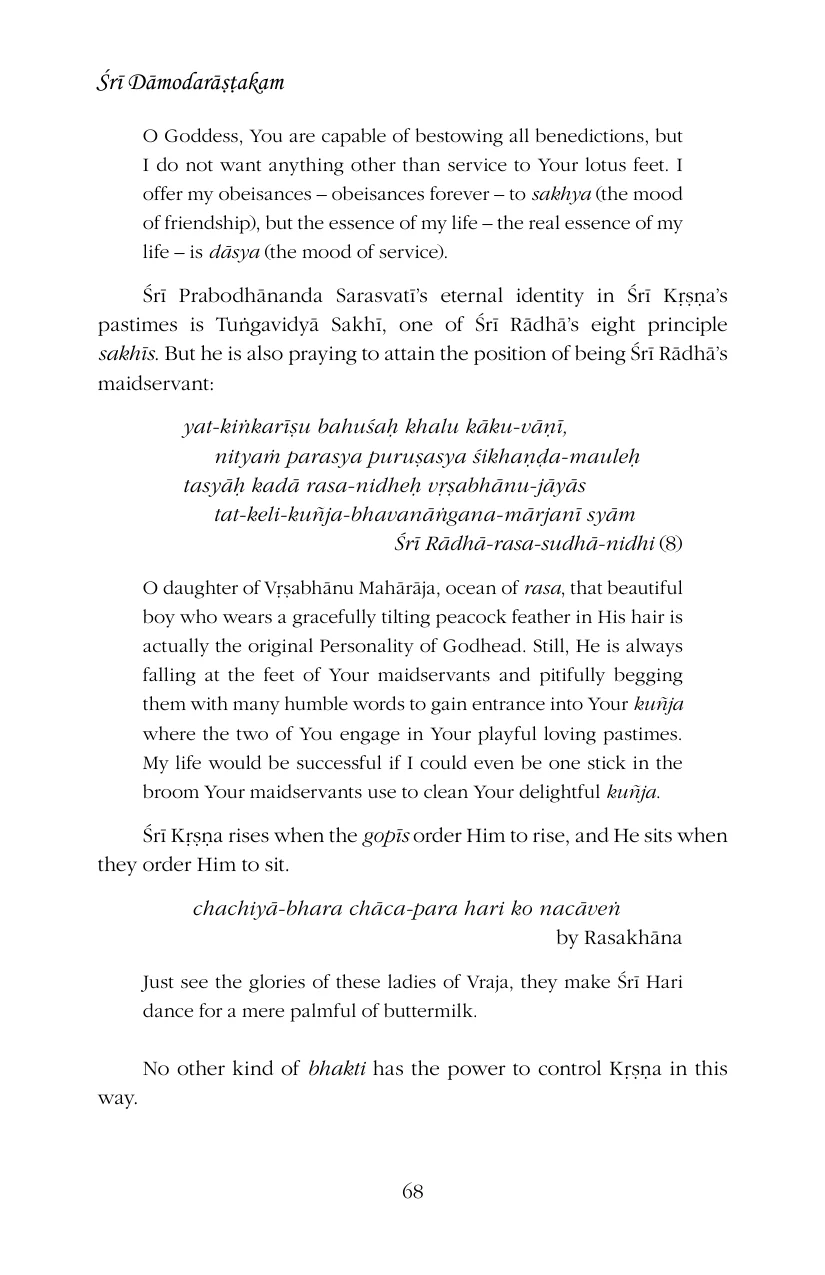 Śrī Dāmodarāṣṭakam
O Goddess, You are capable of bestowing all benedictions, but
I do not want anything other than service to Your lotus feet. I
offer my obeisances – obeisances forever – to sakhya (the mood
of friendship), but the essence of my life – the real essence of my
life – is dāsya (the mood of service).
Śrī Prabodhānanda Sarasvatī’s eternal identity in Śrī Kṛṣṇa’s
pastimes is Tuṅgavidyā Sakhī, one of Śrī Rādhā’s eight principle
sakhīs. But he is also praying to attain the position of being Śrī Rādhā’s
maidservant:
yat-kiṅkarīṣu bahuśaḥ khalu kāku-vāṇī,
nityaṁ parasya puruṣasya śikhaṇḍa-mauleḥ
tasyāḥ kadā rasa-nidheḥ vṛṣabhānu-jāyās
tat-keli-kuñja-bhavanāṅgana-mārjanī syām
Śrī Rādhā-rasa-sudhā-nidhi (8)
O daughter of Vṛṣabhānu Mahārāja, ocean of rasa, that beautiful
boy who wears a gracefully tilting peacock feather in His hair is
actually the original Personality of Godhead. Still, He is always
falling at the feet of Your maidservants and pitifully begging
them with many humble words to gain entrance into Your kuñja
where the two of You engage in Your playful loving pastimes.
My life would be successful if I could even be one stick in the
broom Your maidservants use to clean Your delightful kuñja.
Śrī Kṛṣṇa rises when the gopīs order Him to rise, and He sits when
they order Him to sit.
chachiyā-bhara chāca-para hari ko nacāveṅ
by Rasakhāna
Just see the glories of these ladies of Vraja, they make Śrī Hari
dance for a mere palmful of buttermilk.
No other kind of bhakti has the power to control Kṛṣṇa in this
way.
68